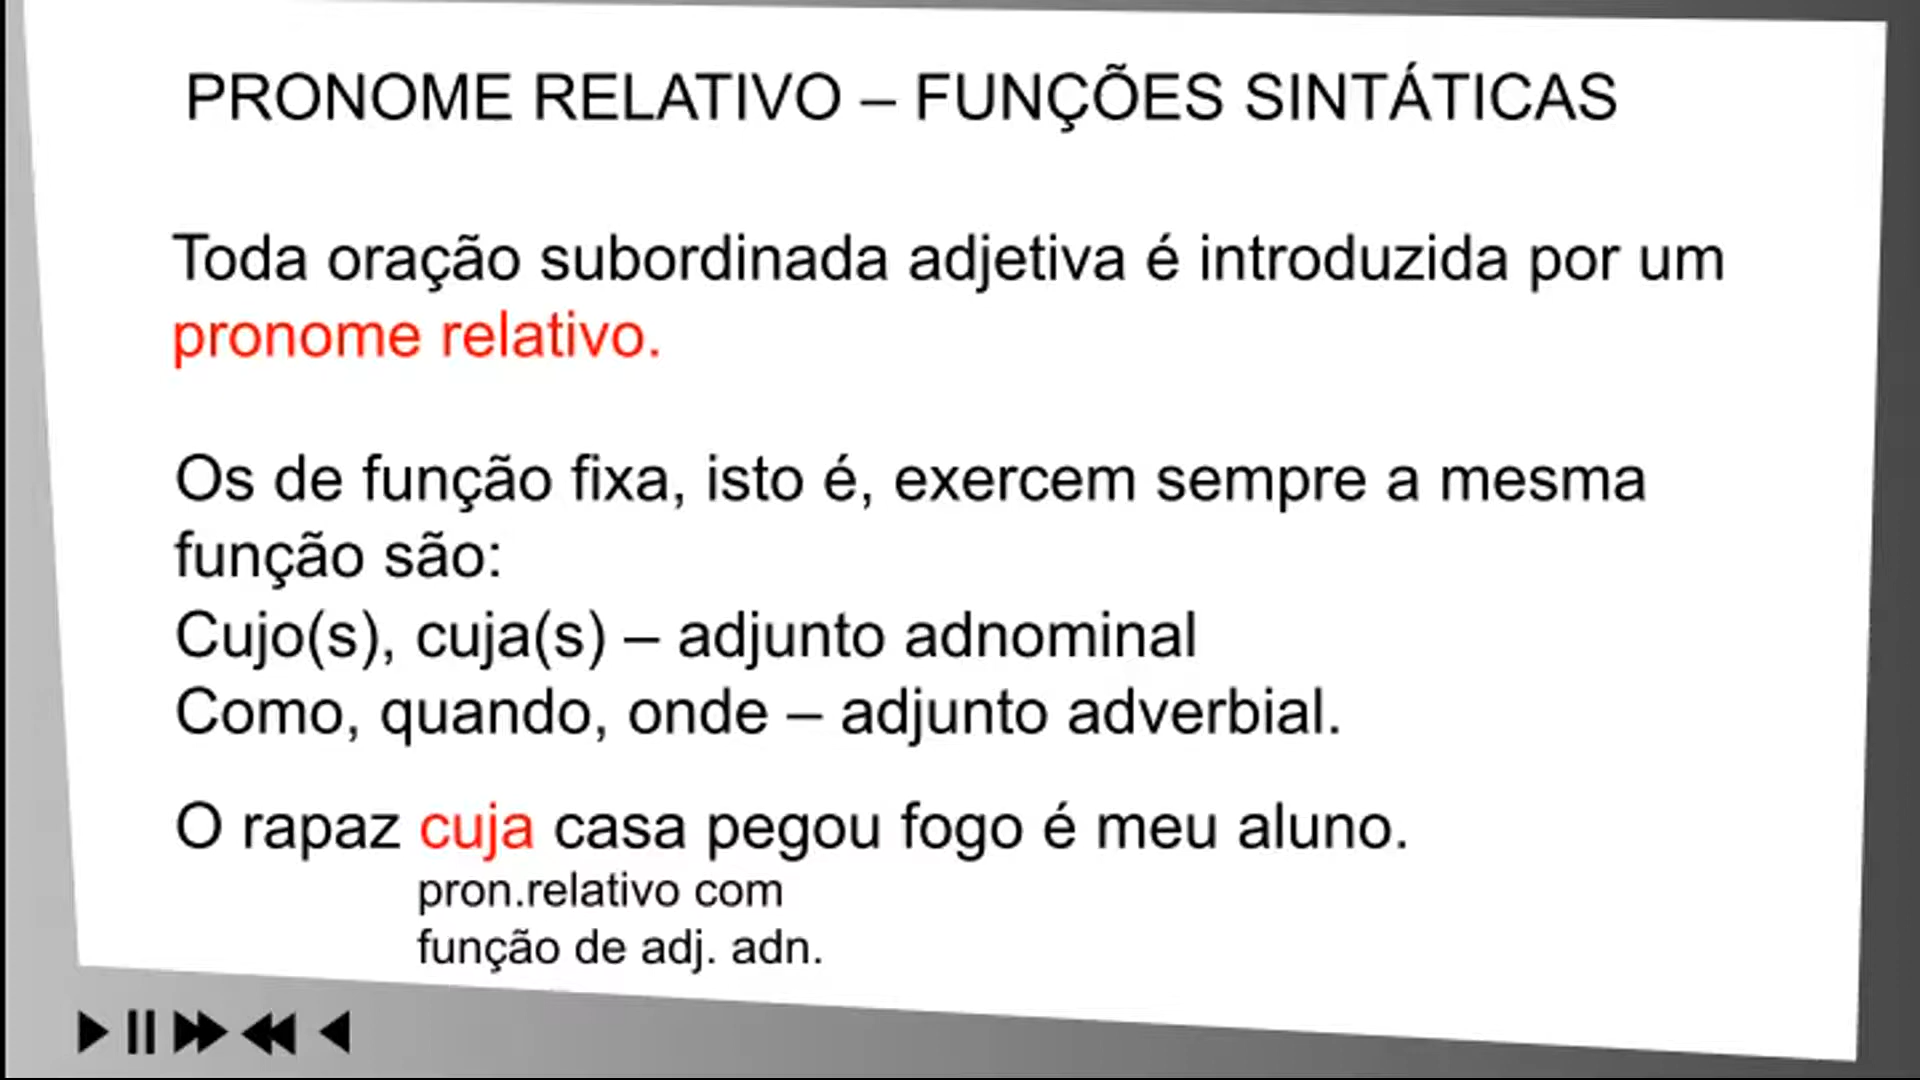 PRONOME RELATIVO – FUNÇÕES SINTÁTICAS
Toda oração subordinada adjetiva é introduzida por um
pronome relativo.
Os de função fixa, isto é, exercem sempre a mesma
função são:
Cujo(s), cuja(s) – adjunto adnominal
Como, quando, onde – adjunto adverbial.
O rapaz cuja casa pegou fogo é meu aluno.
pron.relativo com
função de adj. adn.